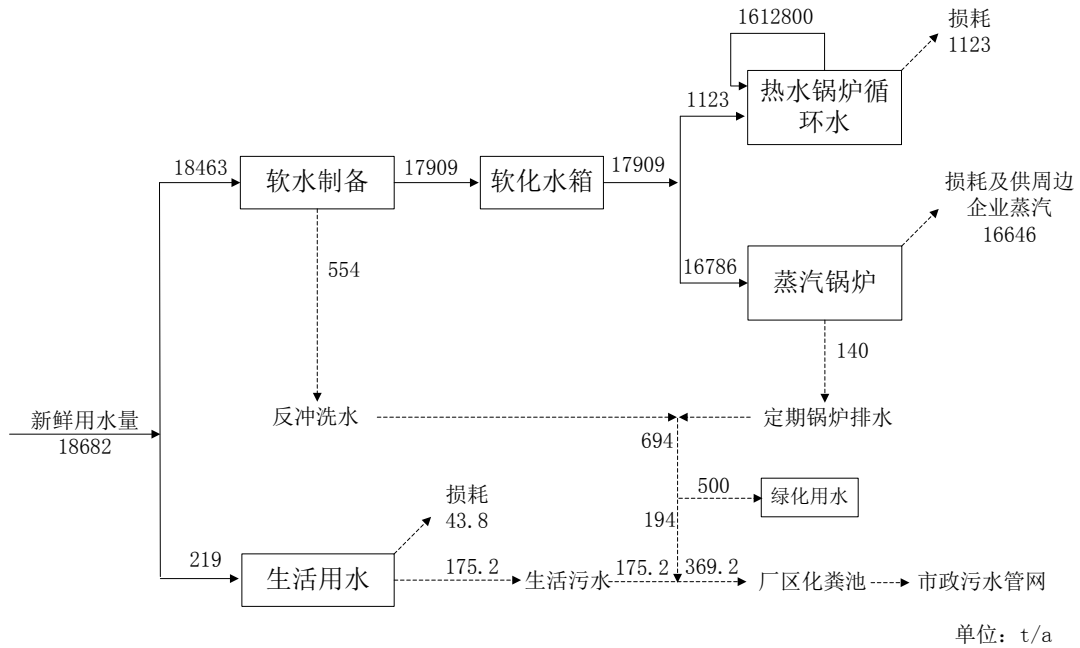 1612800
损耗
1123
热水锅炉循
环水
1123
18463
软水制备
17909
软化水箱
17909
损耗及供周边
企业蒸汽
16646
554
16786
蒸汽锅炉
140
新鲜用水量
18682
反冲洗水
定期锅炉排水
694
500
绿化用水
损耗
43.8
194
219
生活用水
175.2
生活污水
175.2
369.2
厂区化粪池
市政污水管网
单位：t/a